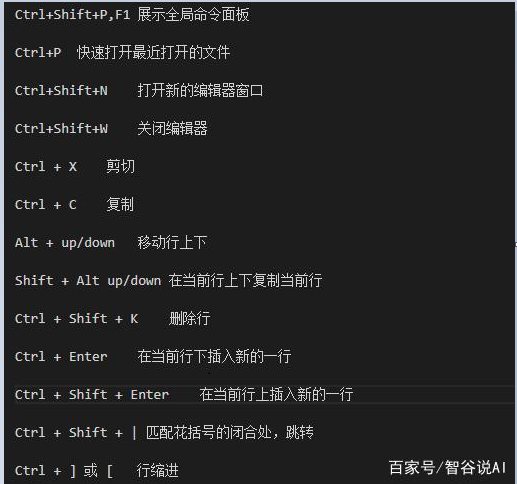 Ctrl+Shift+P,F1 展示全局命令面板
Ctrl+P 快速打开最近打开的文件
Ctrl+Shift+N 打开新的编辑器窗口
Ctrl+Shift+W 关闭编辑器
Ctrl + X 剪切
Ctrl + C 复制
Alt + up/down 移动行上下
Shift + Alt up/down 在当前行上下复制当前行
Ctrl + Shift + K 删除行
Ctrl + Enter 在当前行下插入新的一行
Ctrl + Shift + Enter 在当前行上插入新的一行
Ctrl + Shift + | 匹配花括号的闭合处，跳转
Ctrl + ] 或 [ 行缩进
百家号/智谷说AI